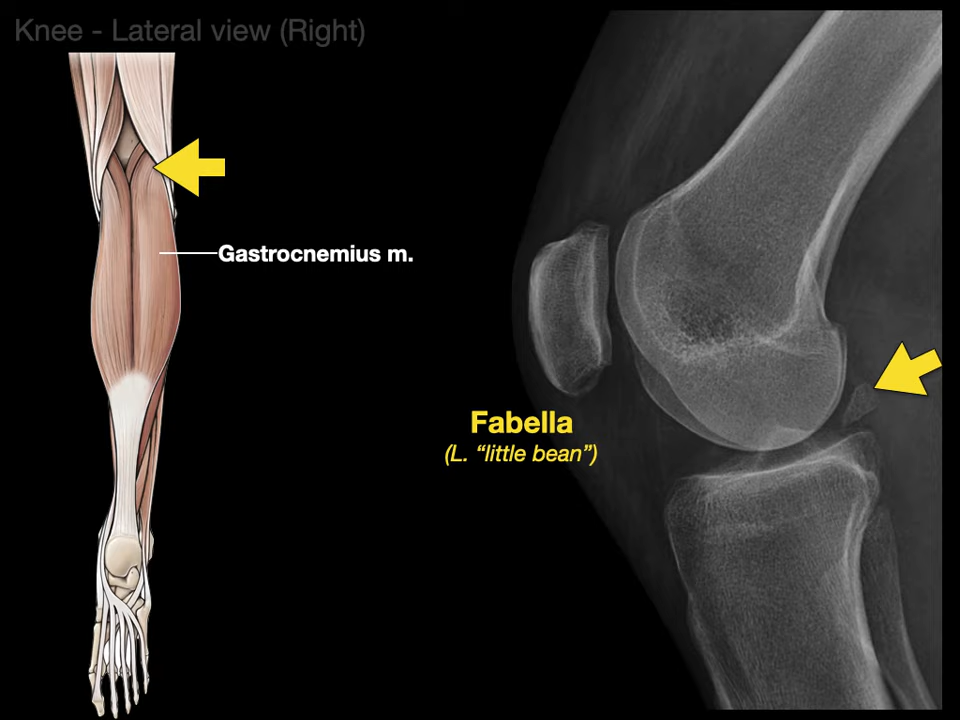 Knee - Lateral view (Right)
Gastrocnemius m.
Fabella
(L. “little bean”)